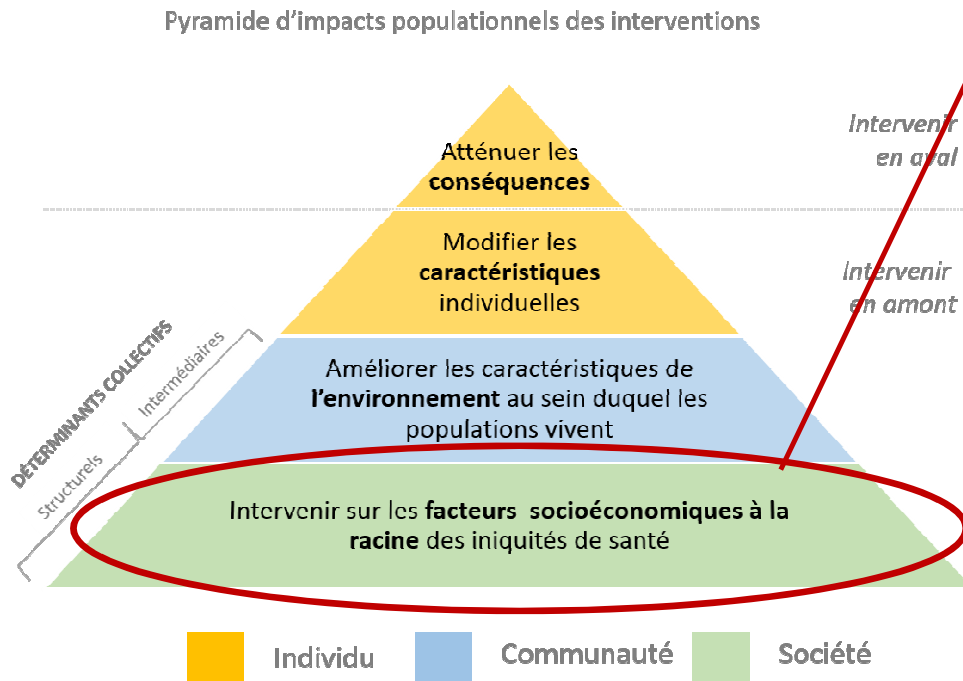 Pyramide d'impacts populationnels des interventions
Intervenir
en aval
Atténuer les
conséquences
Modifier les
caractéristiques
individuelles
Intervenir
en amont
DÉTERMINANTS COLLECTIFS
Intermédiaires
Structurels
Améliorer les caractéristiques de
l'environnement au sein duquel les
populations vivent
Intervenir sur les facteurs socioéconomiques à la
racine des iniquités de santé
Individu
Communauté
Société